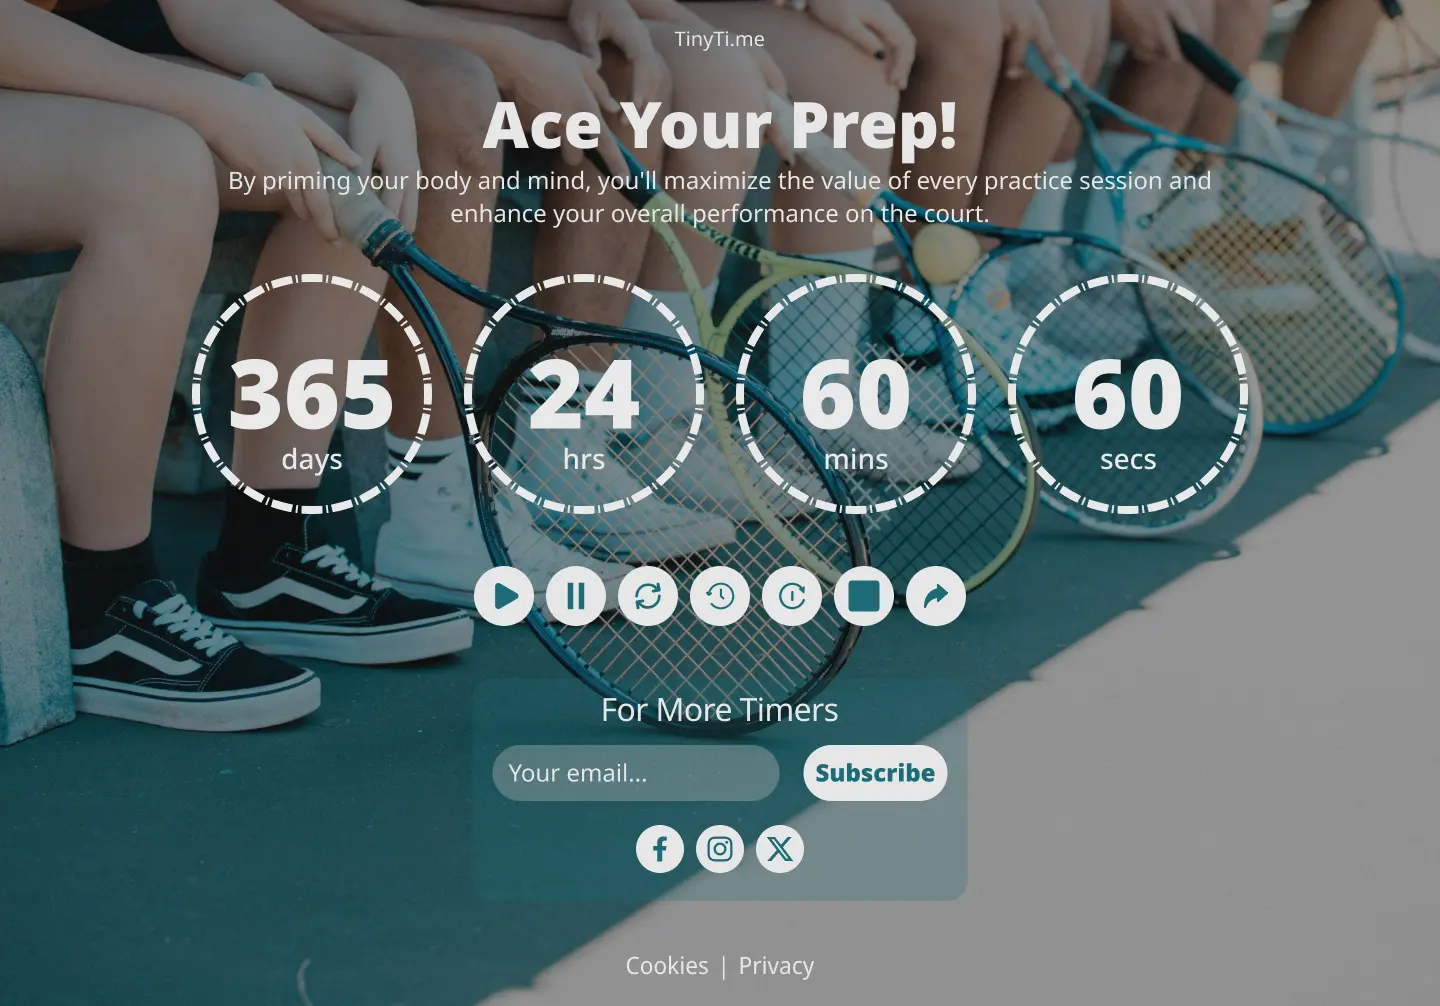 TinyTi.me
Ace Your Prep!
By priming your body and mind, you'll maximize the value of every practice session and
enhance your overall performance on the court.
365
days
24
hrs
60
mins
60
secs
For More Timers
Your email...
Subscribe
Cookies | Privacy